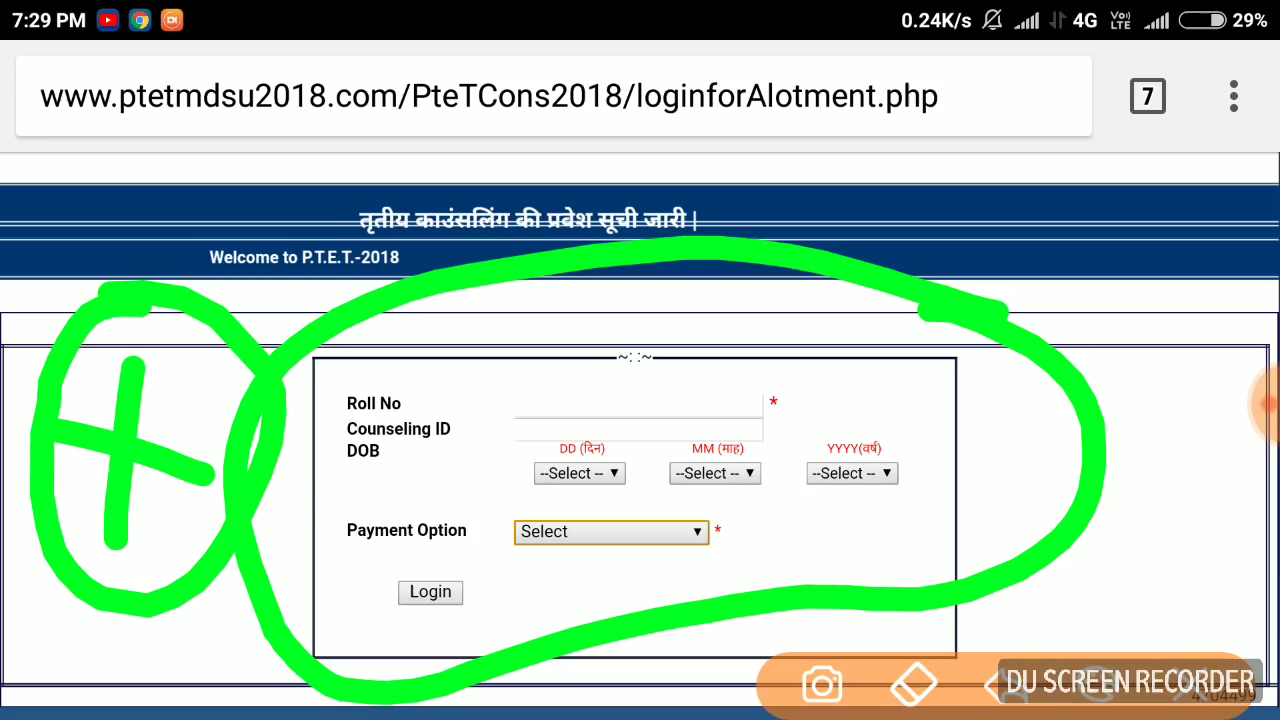 7:29 PM 0.24K/s 4G Vo) LTE 29%
www.ptetmdsu2018.com/PteTCons2018/loginforAlotment.php 7
तृतीय काउंसलिंग की प्रवेश सूची जारी |
Welcome to P.T.E.T.-2018
~: :~
Roll No *
Counseling ID
DOB DD (दिन) MM (माह) YYYY(वर्ष)
--Select -- --Select -- --Select --
Payment Option Select *
Login
DU SCREEN RECORDER